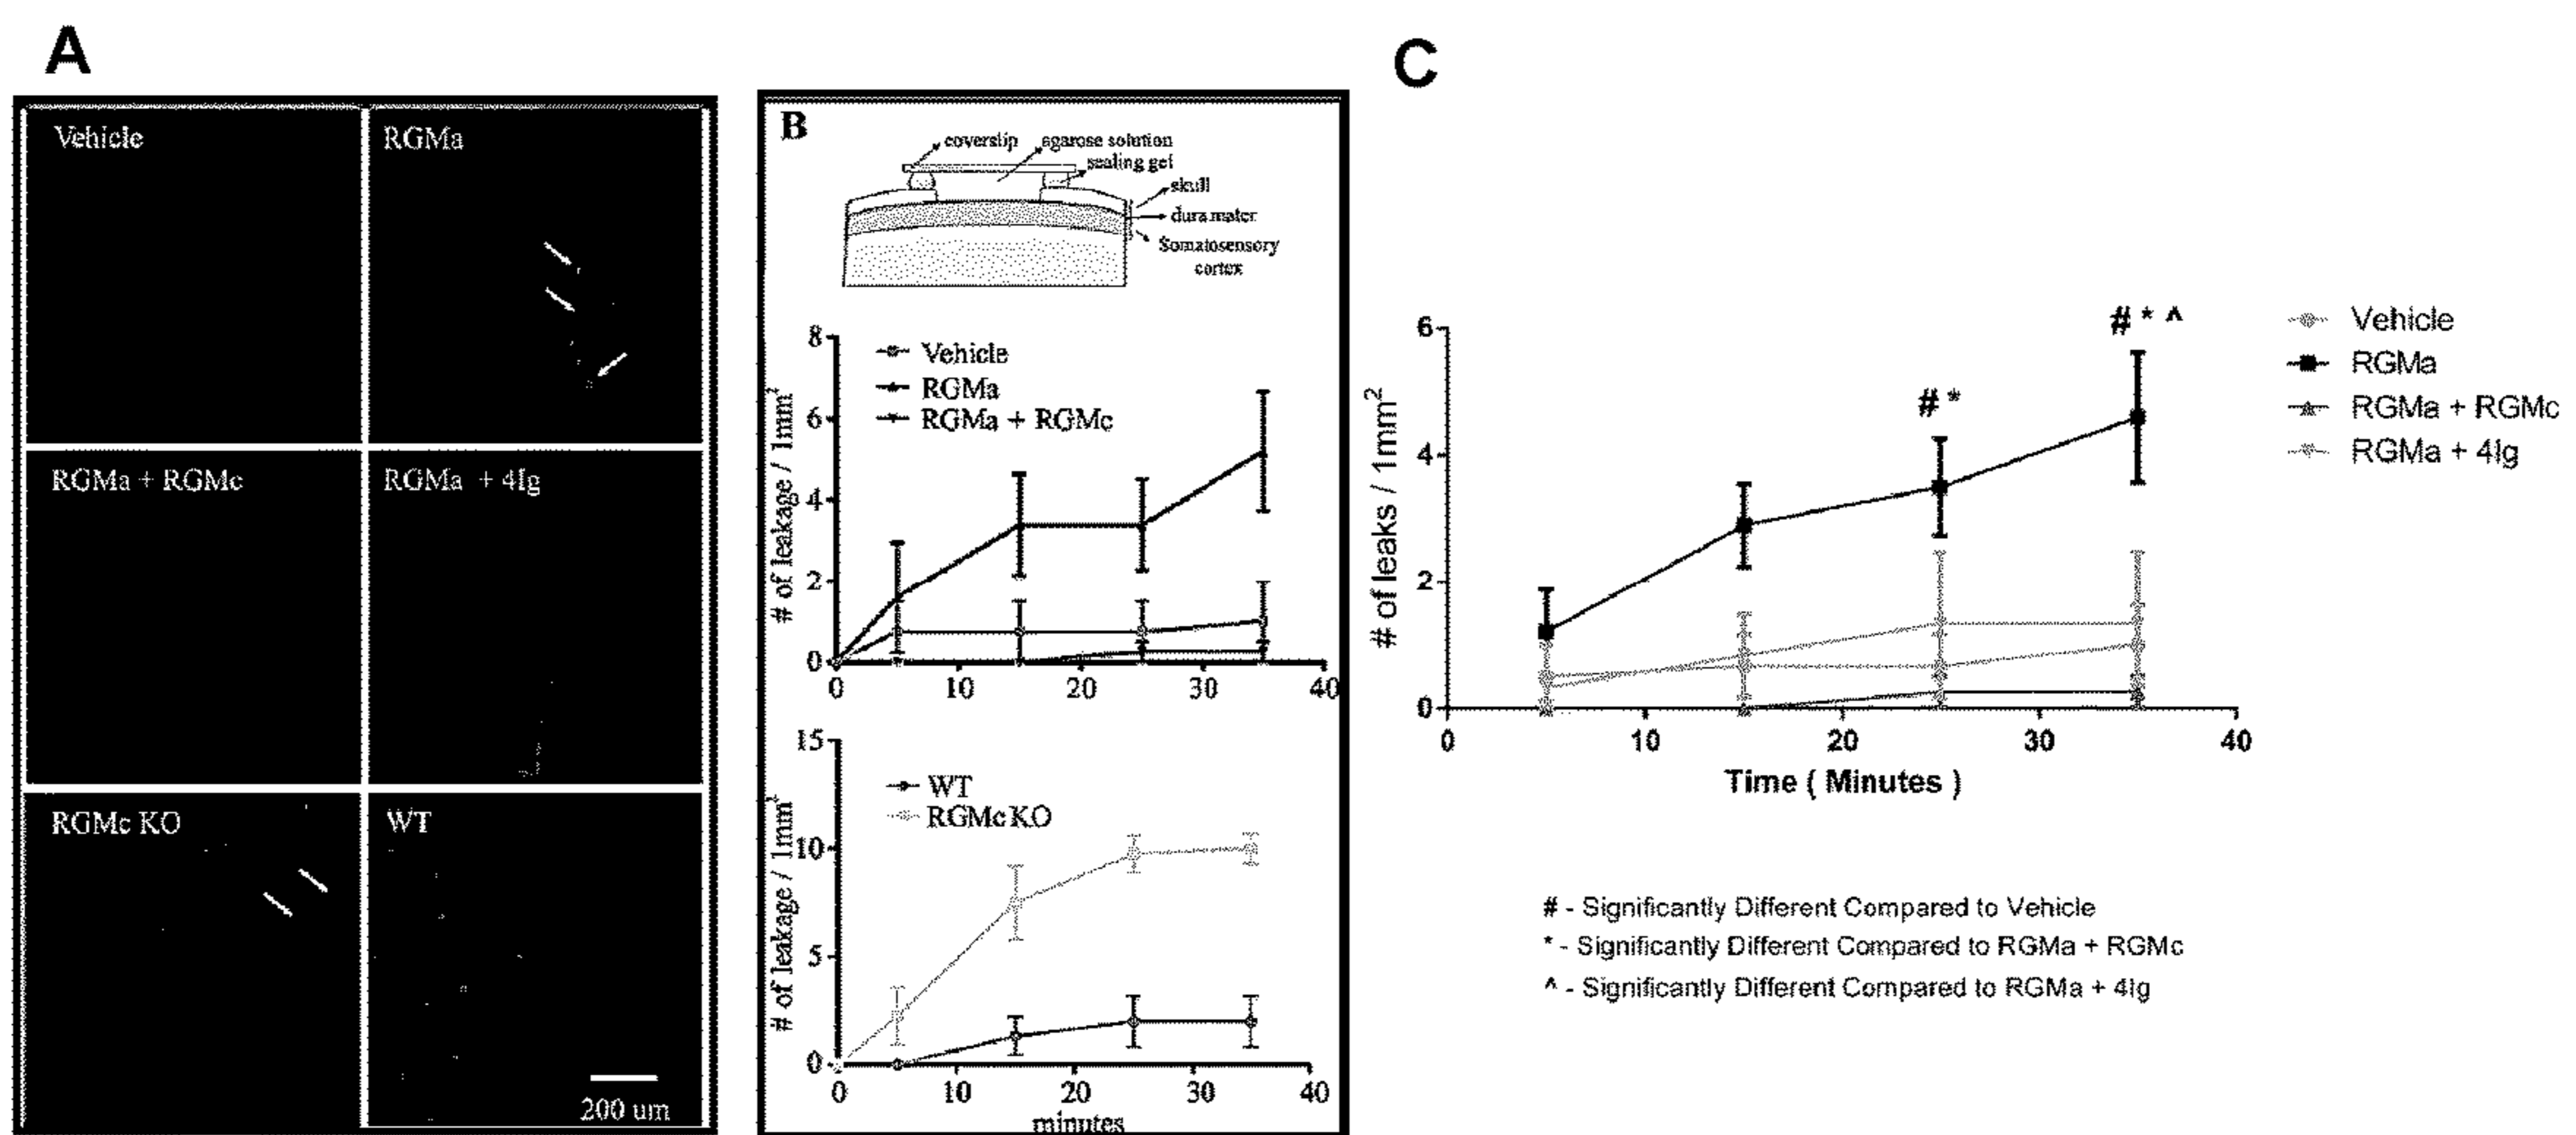 A
Vehicle
RGMa
RGMa + RGMc
RGMa + 4Ig
RGMc KO
WT
200 um
B
coverslip
agarose solution
sealing gel
skull
dura mater
Somatosensory
cortex
# of leakage / 1mm²
8
6
4
2
0
Vehicle
RGMa
RGMa + RGMc
0 10 20 30 40
# of leakage / 1mm²
15
10
5
0
WT
RGMc KO
0 10 20 30 40
minutes
C
# of leaks / 1mm²
6
4
2
0
# *
# * ^
Vehicle
RGMa
RGMa + RGMc
RGMa + 4Ig
0 10 20 30 40
Time ( Minutes )
# - Significantly Different Compared to Vehicle
* - Significantly Different Compared to RGMa + RGMc
^ - Significantly Different Compared to RGMa + 4Ig